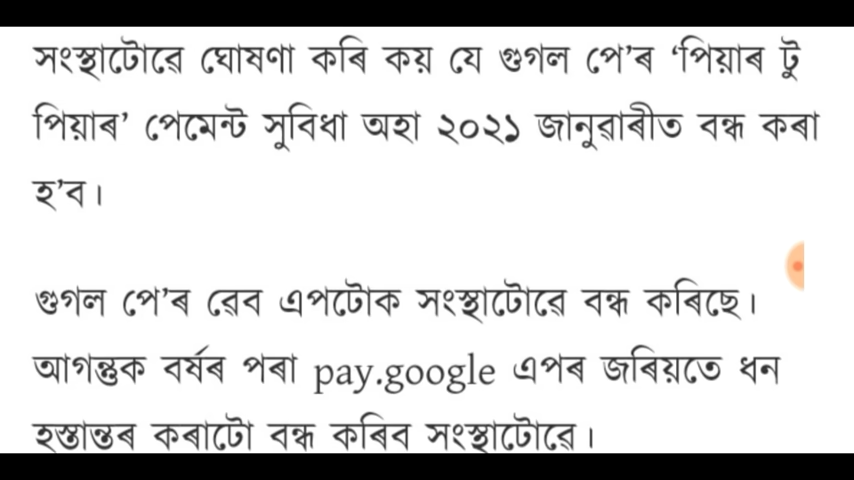 সংস্থাটোৱে ঘোষণা কৰি কয় যে গুগল পে’ৰ ‘পিয়াৰ টু
পিয়াৰ’ পেমেন্ট সুবিধা অহা ২০২১ জানুৱাৰীত বন্ধ কৰা
হ’ব।
গুগল পে’ৰ ৱেব এপটোক সংস্থাটোৱে বন্ধ কৰিছে।
আগন্তুক বৰ্ষৰ পৰা pay.google এপৰ জৰিয়তে ধন
হস্তান্তৰ কৰাটো বন্ধ কৰিব সংস্থাটোৱে।